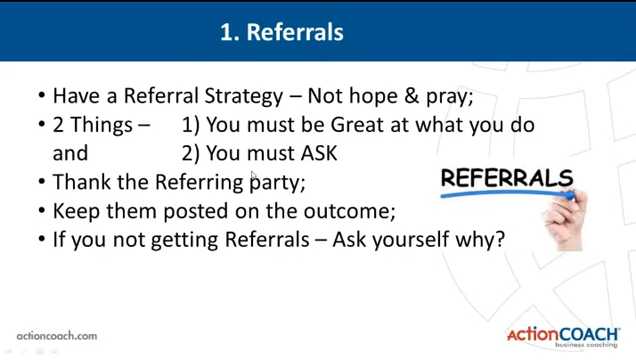 1. Referrals
• Have a Referral Strategy – Not hope & pray;
• 2 Things – 1) You must be Great at what you do
and 2) You must ASK
• Thank the Referring party;
• Keep them posted on the outcome;
• If you not getting Referrals – Ask yourself why?
REFERRALS
actioncoach.com
ActionCOACH
business coaching